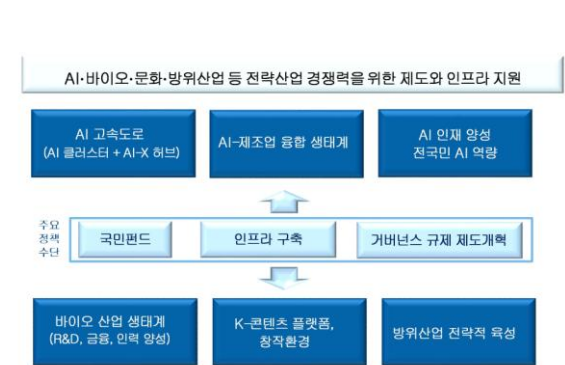 AI·바이오·문화·방위산업 등 전략산업 경쟁력을 위한 제도와 인프라 지원
AI 고속도로
(AI 클러스터 + AI-X 허브)
AI-제조업 융합 생태계
AI 인재 양성
전국민 AI 역량
주요
정책
수단
국민펀드
인프라 구축
거버넌스 규제 제도개혁
바이오 산업 생태계
(R&D, 금융, 인력 양성)
K-콘텐츠 플랫폼,
창작환경
방위산업 전략적 육성